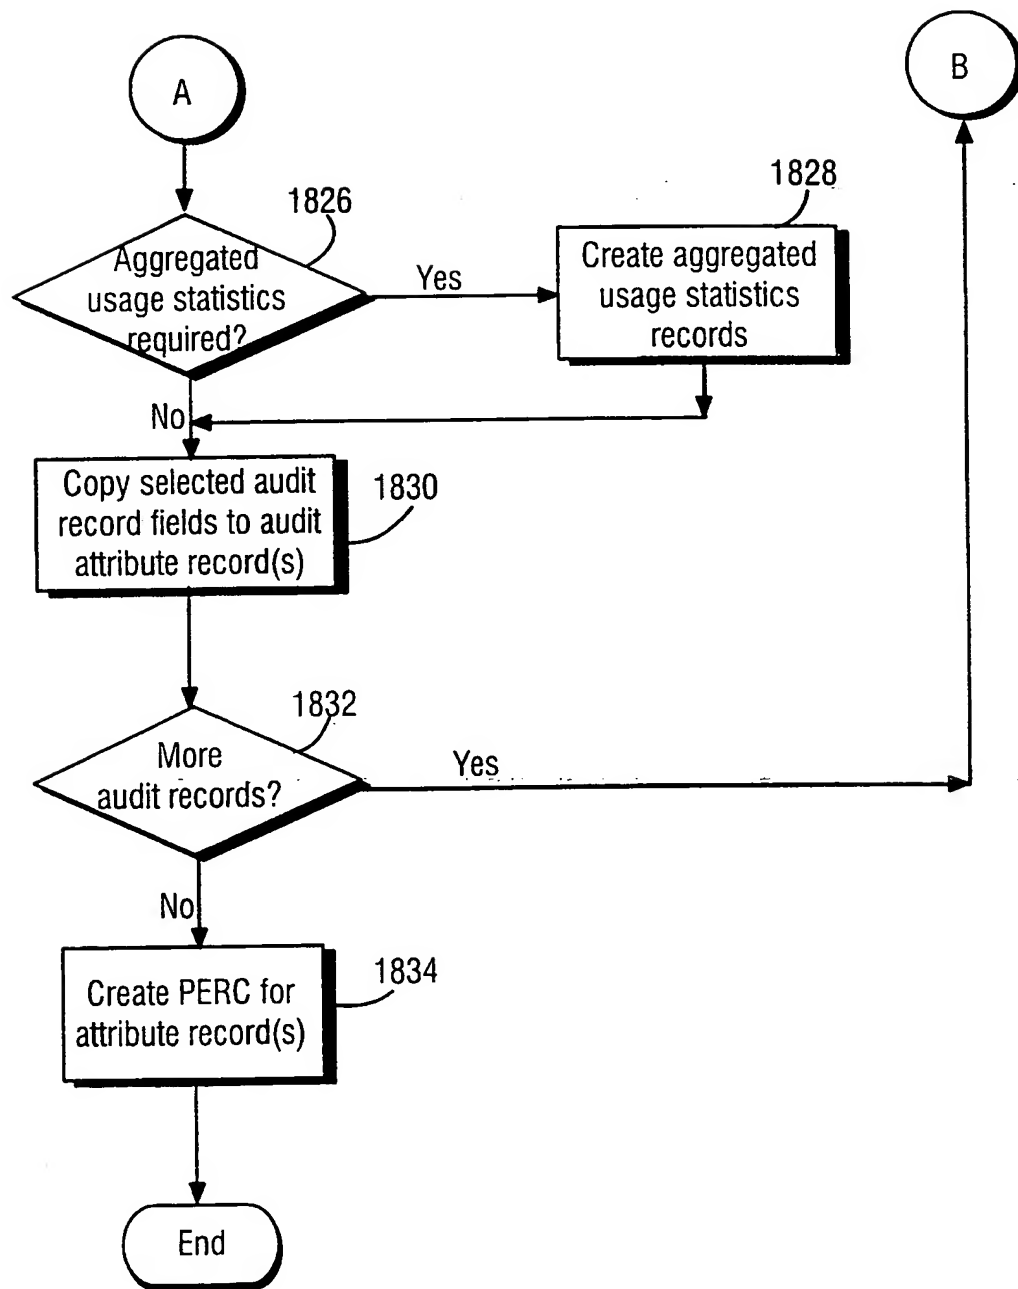 A
B
1826
Aggregated
usage statistics
required?
Yes
1828
Create aggregated
usage statistics
records
No
Copy selected audit
record fields to audit
attribute record(s)
1830
1832
More
audit records?
Yes
No
Create PERC for
attribute record(s)
1834
End